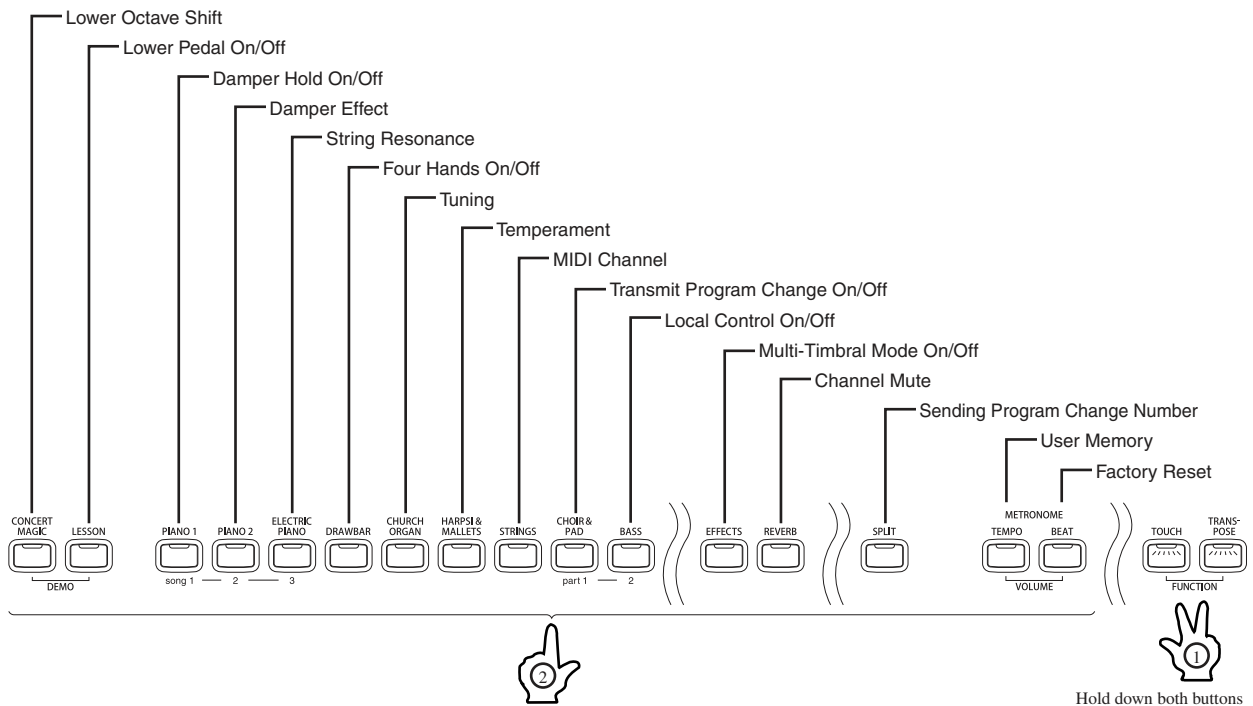 Lower Octave Shift
Lower Pedal On/Off
Damper Hold On/Off
Damper Effect
String Resonance
Four Hands On/Off
Tuning
Temperament
MIDI Channel
Transmit Program Change On/Off
Local Control On/Off
Multi-Timbral Mode On/Off
Channel Mute
Sending Program Change Number
User Memory
Factory Reset
CONCERT MAGIC
LESSON
DEMO
PIANO 1
PIANO 2
ELECTRIC PIANO
DRAWBAR
CHURCH ORGAN
HARPSI & MALLETS
STRINGS
CHOIR & PAD
BASS
song 1 2 3
part 1 2
EFFECTS
REVERB
SPLIT
METRONOME
TEMPO
BEAT
VOLUME
TOUCH
TRANS-
POSE
FUNCTION
2
1
Hold down both buttons